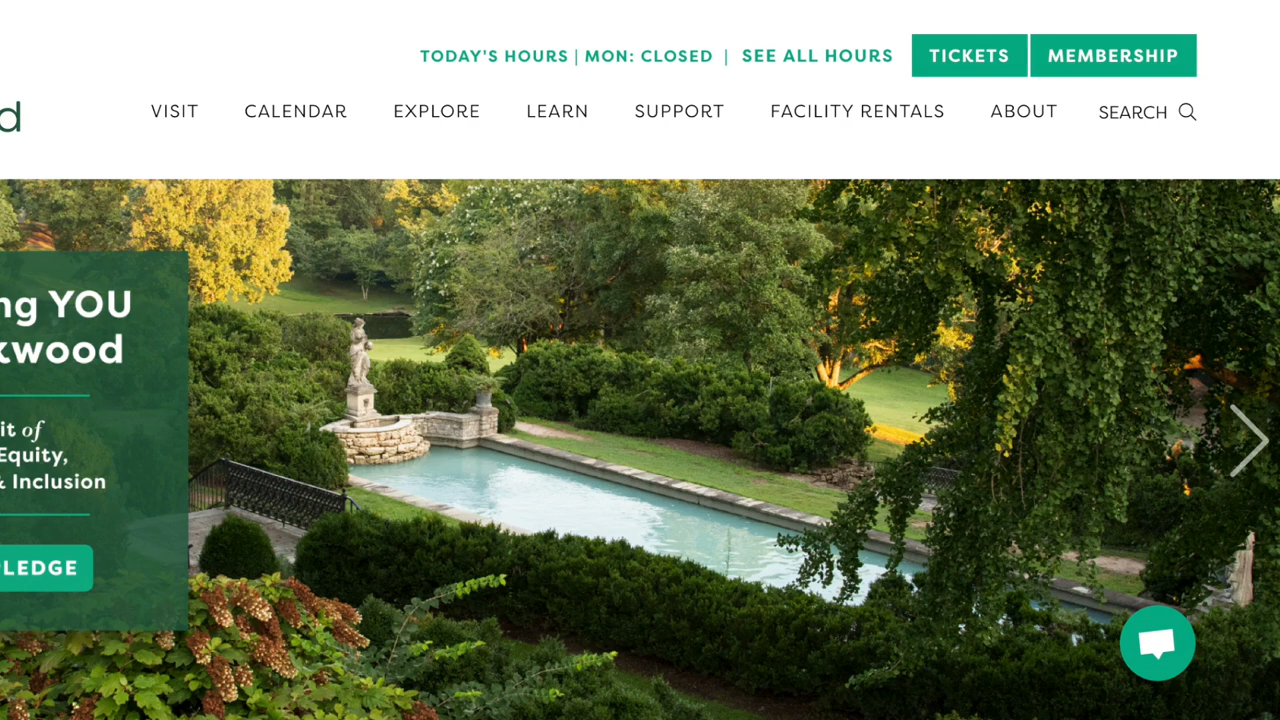 TODAY'S HOURS | MON: CLOSED | SEE ALL HOURS TICKETS MEMBERSHIP
d VISIT CALENDAR EXPLORE LEARN SUPPORT FACILITY RENTALS ABOUT SEARCH
ng YOU
kwood
it of
Equity,
& Inclusion
LEDGE